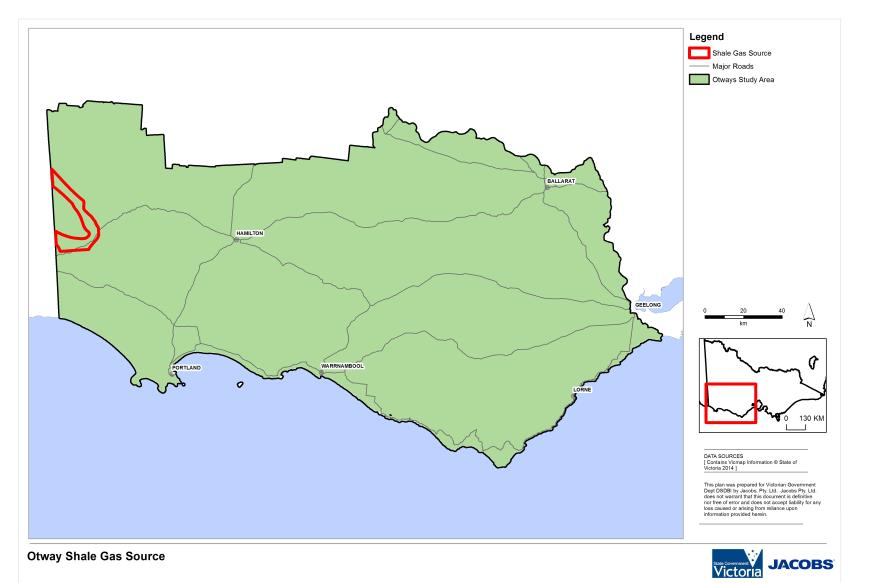 Legend
Shale Gas Source
Major Roads
Otways Study Area
BALLARAT
HAMILTON
GEELONG
0 20 40
km
N
PORTLAND
WARRNAMBOOL
LORNE
0 130 KM
DATA SOURCES
[ Contains Vicmap Information © State of
Victoria 2014 ]
This plan was prepared for Victorian Government
Dept DSDBI by Jacobs. Pty. Ltd. Jacobs Pty. Ltd.
does not warrant that this document is definitive
nor free of error and does not accept liability for any
loss caused or arising from reliance upon
information provided herein.
Otway Shale Gas Source
State Government
Victoria
JACOBS